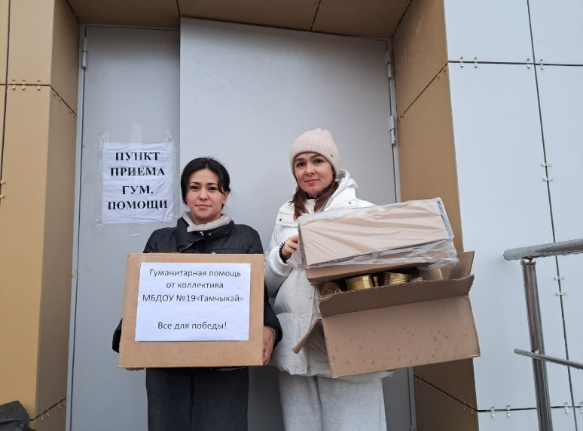 ПУНКТ
ПРИЕМА
ГУМ.
ПОМОЩИ
Гуманитарная помощь
от коллектива
МБДОУ №19«Тамчыкай»
Все для победы!